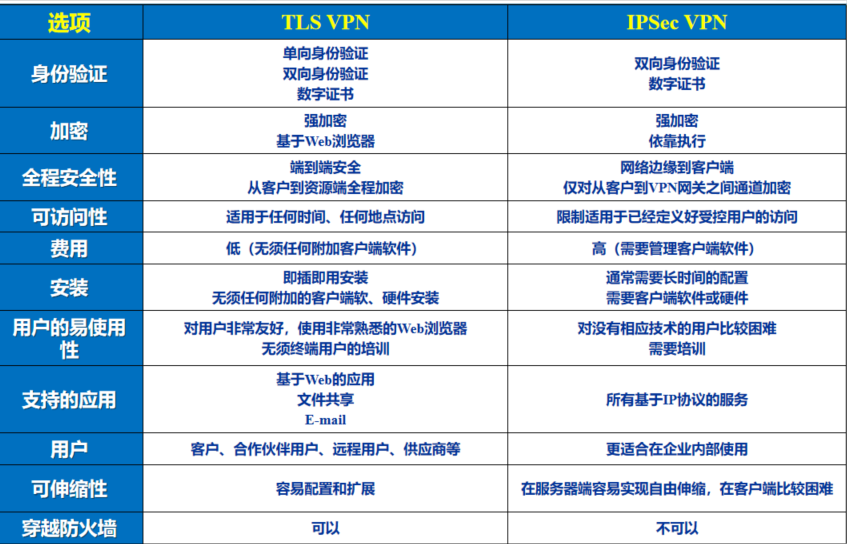 选项
TLS VPN
IPSec VPN
身份验证
单向身份验证
双向身份验证
数字证书
双向身份验证
数字证书
加密
强加密
基于Web浏览器
强加密
依靠执行
全程安全性
端到端安全
从客户到资源端全程加密
网络边缘到客户端
仅对从客户到VPN网关之间通道加密
可访问性
适用于任何时间、任何地点访问
限制适用于已经定义好受控用户的访问
费用
低（无须任何附加客户端软件）
高（需要管理客户端软件）
安装
即插即用安装
无须任何附加的客户端软、硬件安装
通常需要长时间的配置
需要客户端软件或硬件
用户的易使用
性
对用户非常友好，使用非常熟悉的Web浏览器
无须终端用户的培训
对没有相应技术的用户比较困难
需要培训
支持的应用
基于Web的应用
文件共享
E-mail
所有基于IP协议的服务
用户
客户、合作伙伴用户、远程用户、供应商等
更适合在企业内部使用
可伸缩性
容易配置和扩展
在服务器端容易实现自由伸缩，在客户端比较困难
穿越防火墙
可以
不可以